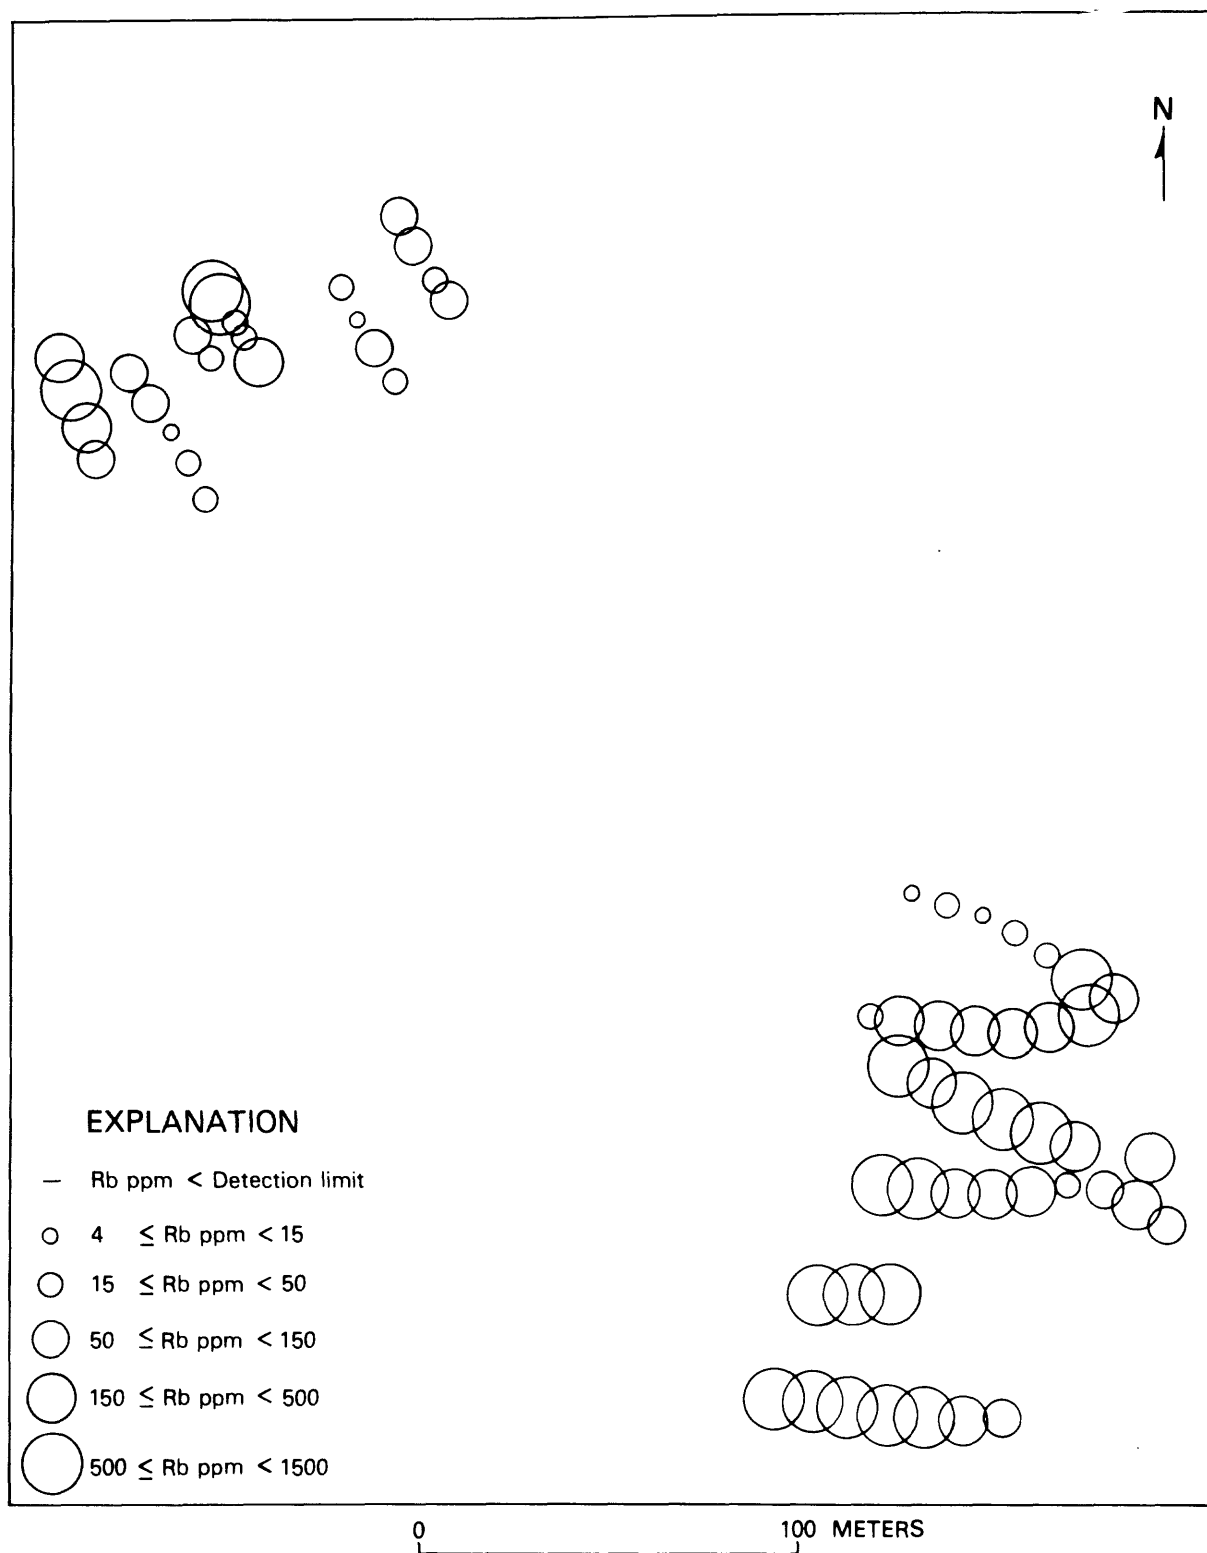 N
EXPLANATION
— Rb ppm < Detection limit
4 ≤ Rb ppm < 15
15 ≤ Rb ppm < 50
50 ≤ Rb ppm < 150
150 ≤ Rb ppm < 500
500 ≤ Rb ppm < 1500
0 100 METERS